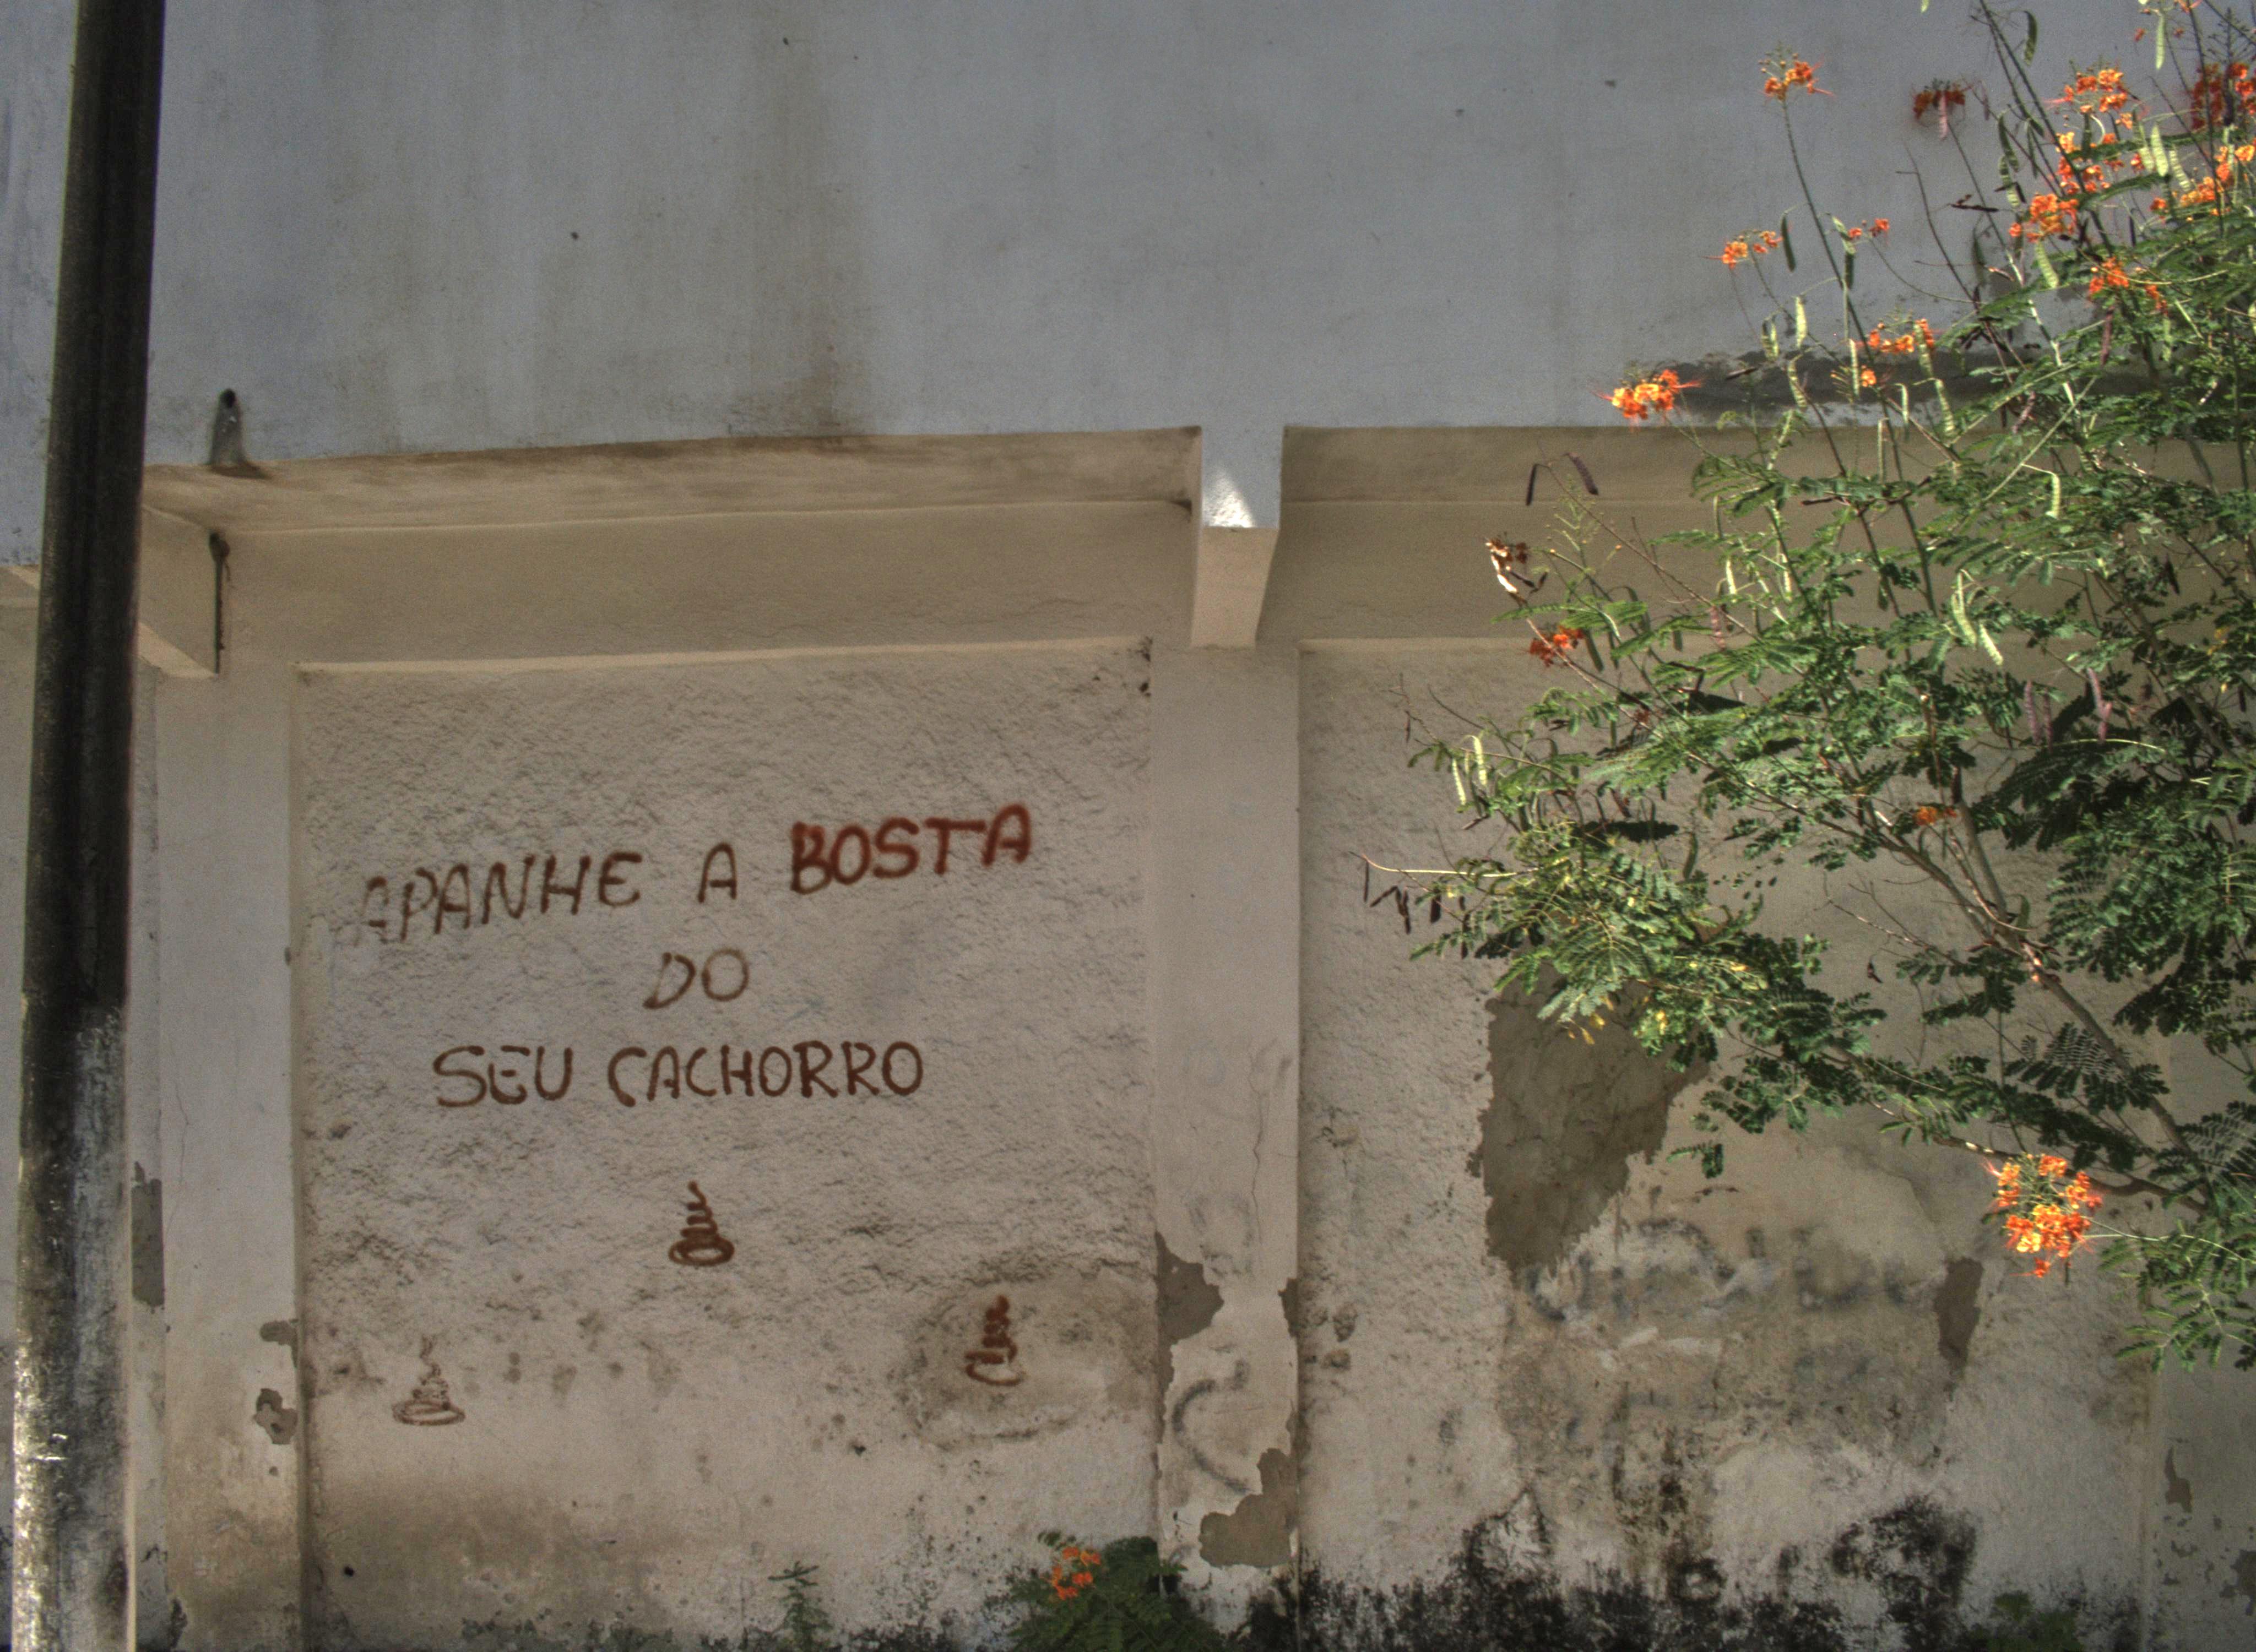 APANHE A BOSTA
DO
SEU CACHORRO